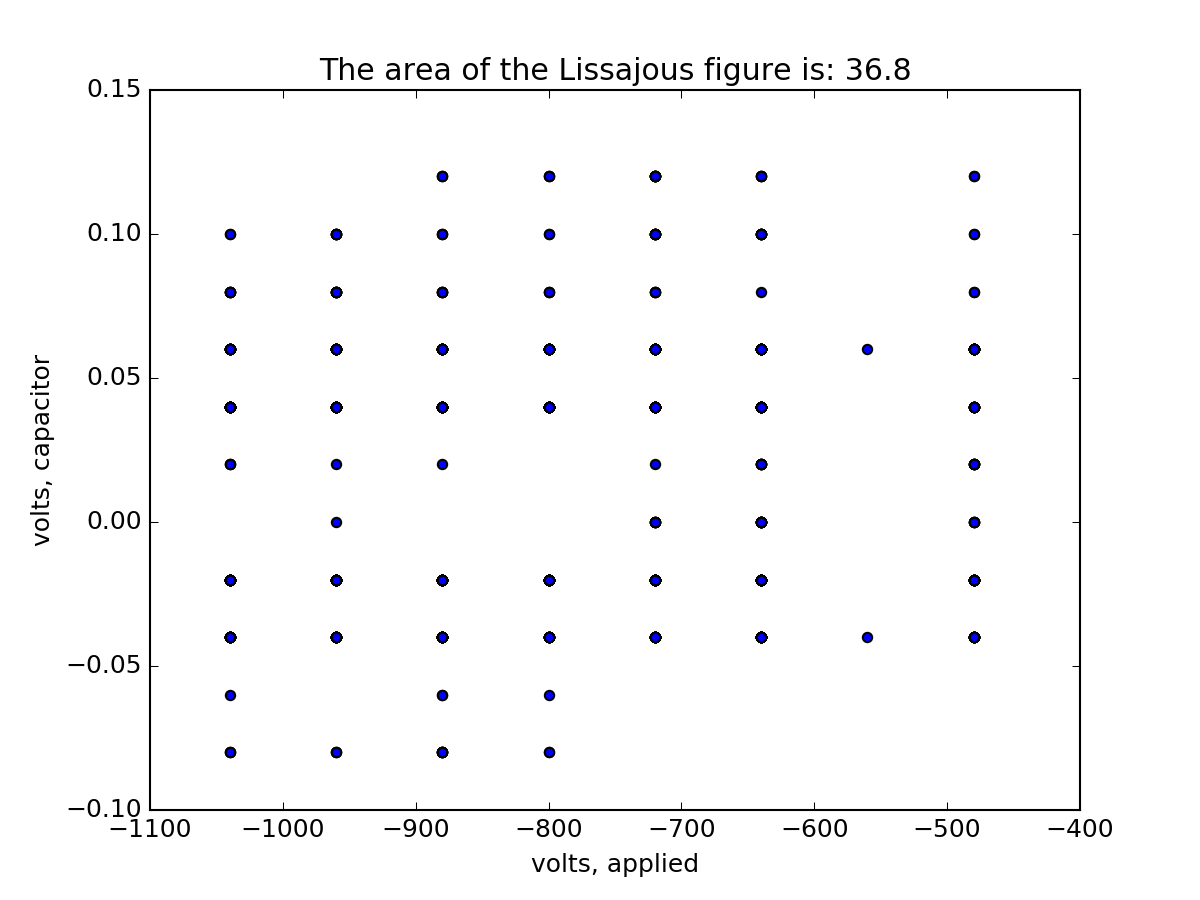 The area of the Lissajous figure is: 36.8
0.15
0.10
0.05
0.00
−0.05
−0.10
volts, capacitor
−1100 −1000 −900 −800 −700 −600 −500 −400
volts, applied